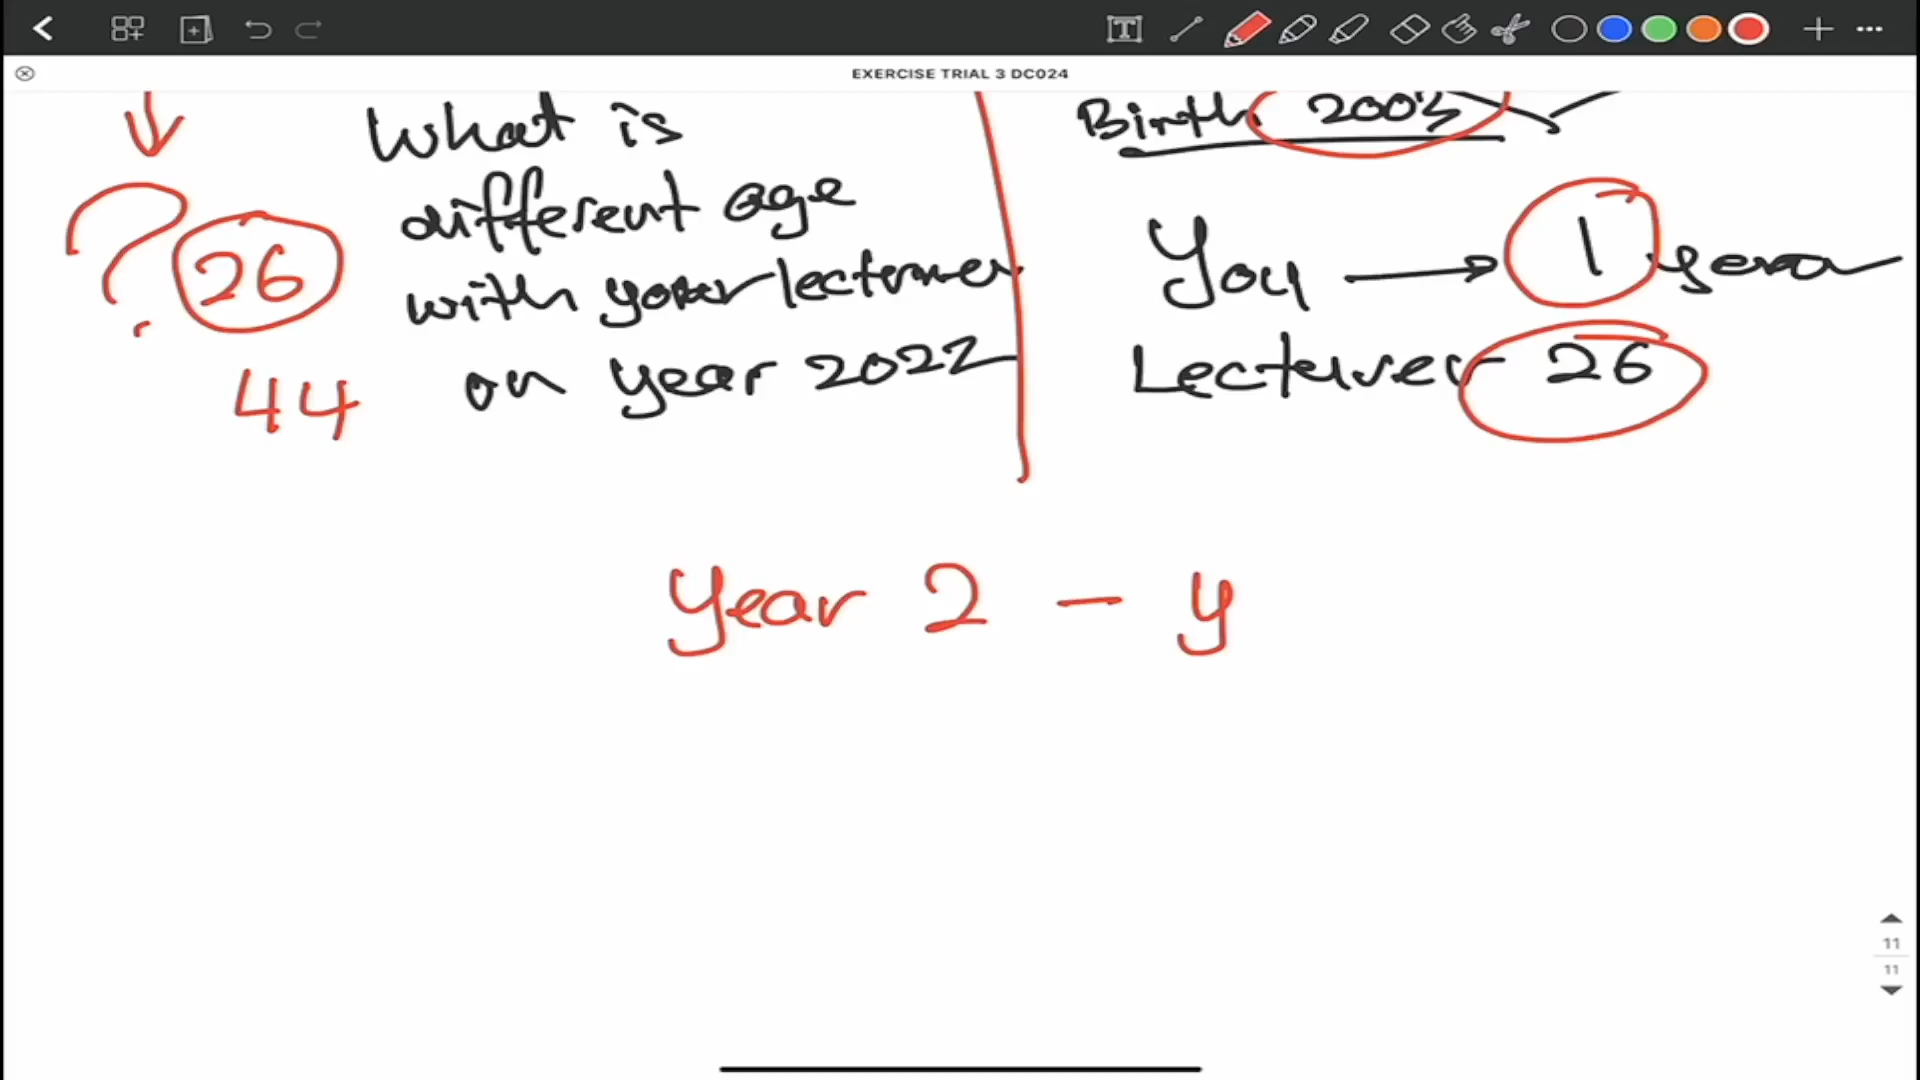 EXERCISE TRIAL 3 DC024
What is
different age
with your lecturer
on year 2022
? 26
44
Birth 2003
You → 1 year
Lecturer 26
Year 2 - y
11
11